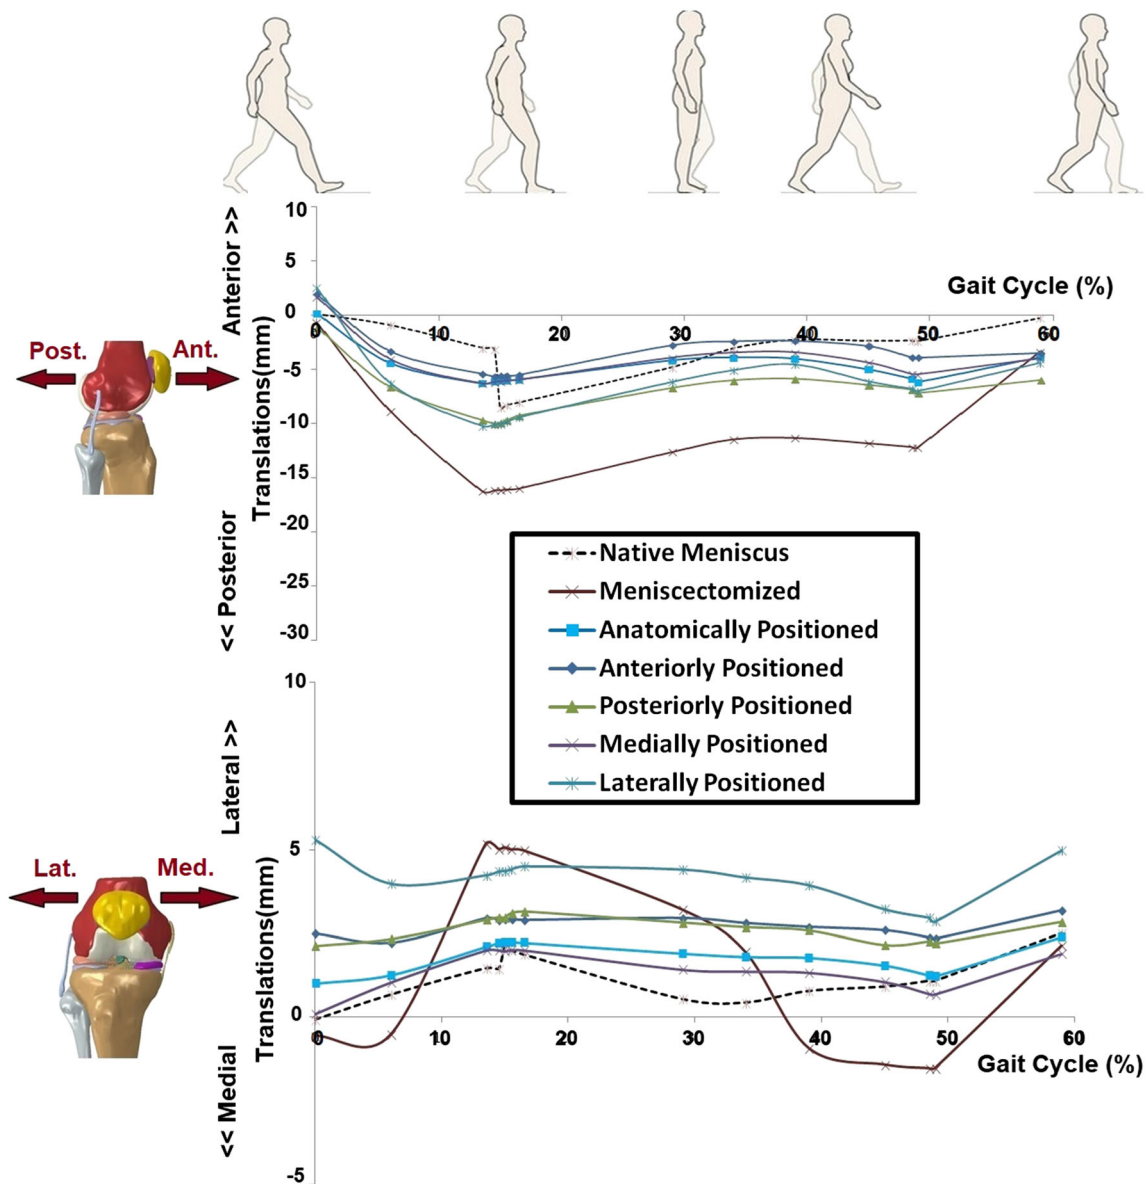 Anterior >>
Translations(mm)
<< Posterior
10
5
0
-5
-10
-15
-20
-25
-30
Gait Cycle (%)
0 10 20 30 40 50 60
Post. Ant.
Native Meniscus
Meniscectomized
Anatomically Positioned
Anteriorly Positioned
Posteriorly Positioned
Medially Positioned
Laterally Positioned
Lateral >>
Translations(mm)
<< Medial
10
5
0
-5
0 10 20 30 40 50 60
Gait Cycle (%)
Lat. Med.